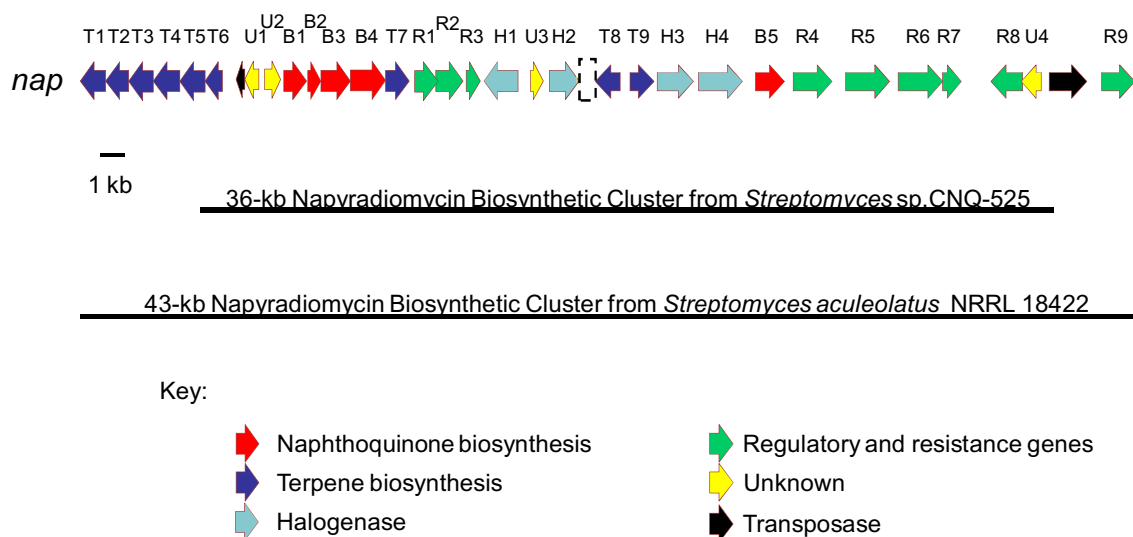 U2 B2 R2
T1 T2 T3 T4 T5 T6 U1 B1 B3 B4 T7 R1 R3 H1 U3 H2 T8 T9 H3 H4 B5 R4 R5 R6 R7 R8 U4 R9
nap
1 kb
36-kb Napyradiomycin Biosynthetic Cluster from Streptomyces sp.CNQ-525
43-kb Napyradiomycin Biosynthetic Cluster from Streptomyces aculeolatus NRRL 18422
Key:
Naphthoquinone biosynthesis
Regulatory and resistance genes
Terpene biosynthesis
Unknown
Halogenase
Transposase